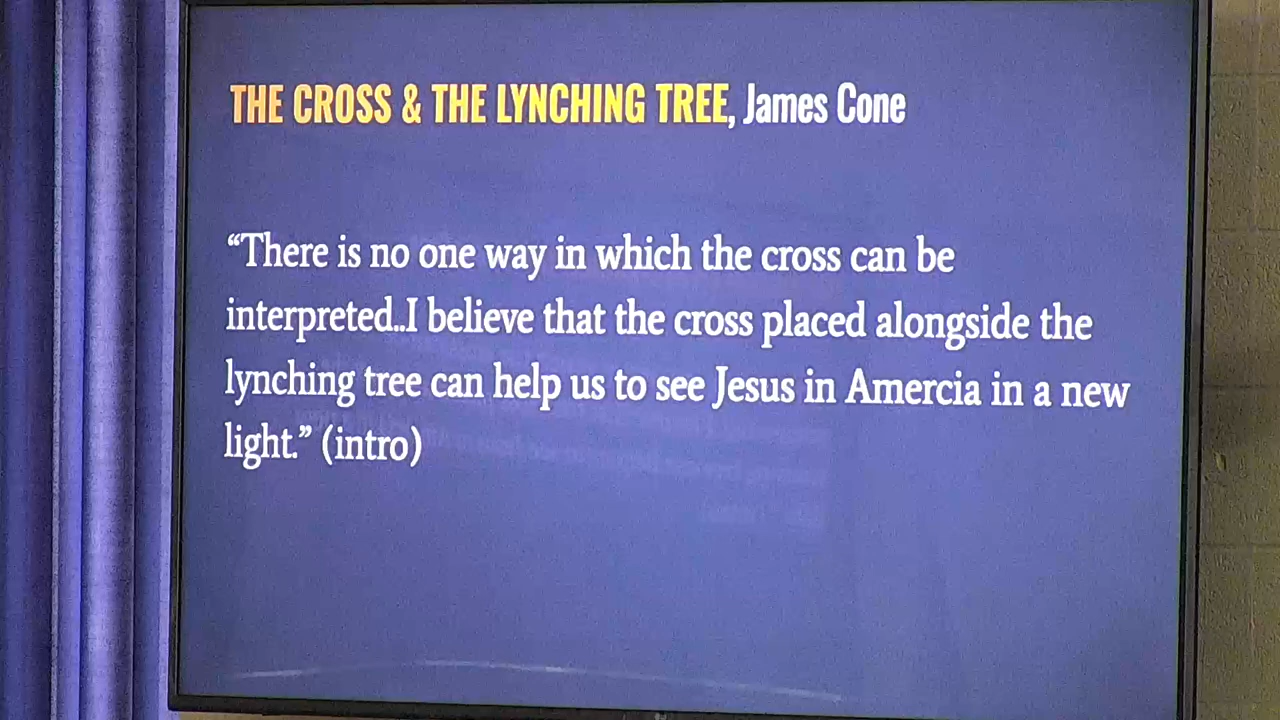 THE CROSS & THE LYNCHING TREE, James Cone
“There is no one way in which the cross can be
interpreted..I believe that the cross placed alongside the
lynching tree can help us to see Jesus in Amercia in a new
light.” (intro)